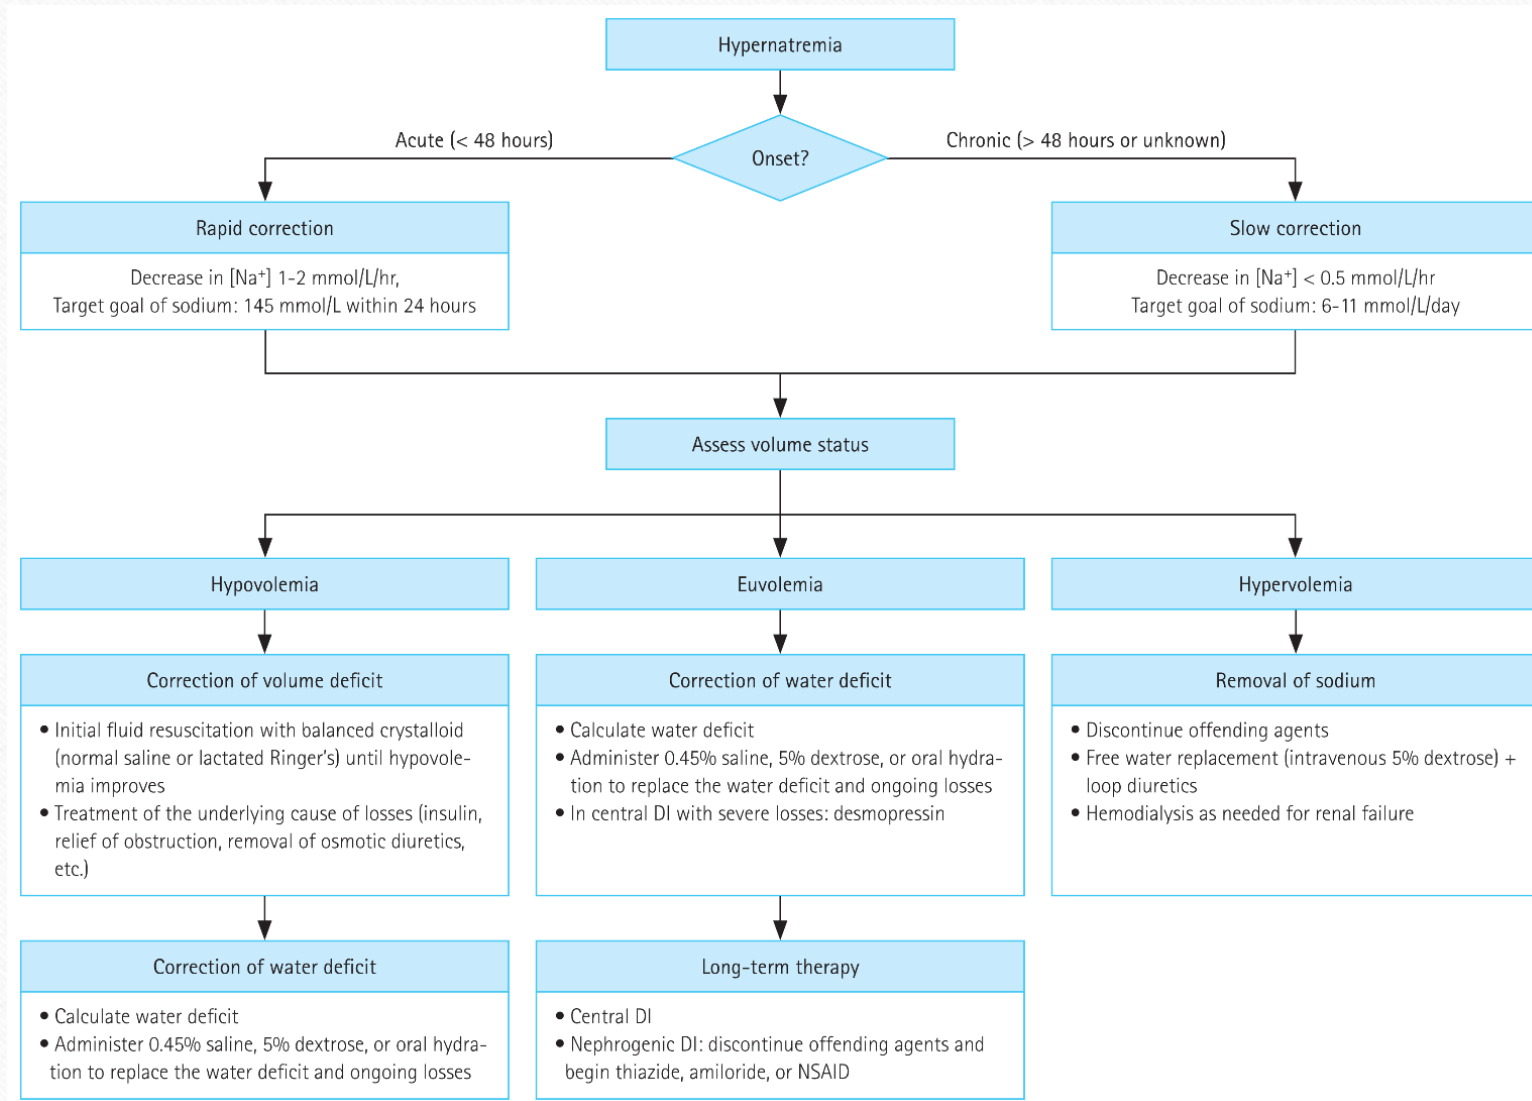 Hypernatremia
Acute (< 48 hours)
Onset?
Chronic (> 48 hours or unknown)
Rapid correction
Decrease in [Na⁺] 1-2 mmol/L/hr,
Target goal of sodium: 145 mmol/L within 24 hours
Slow correction
Decrease in [Na⁺] < 0.5 mmol/L/hr
Target goal of sodium: 6-11 mmol/L/day
Assess volume status
Hypovolemia
Euvolemia
Hypervolemia
Correction of volume deficit
• Initial fluid resuscitation with balanced crystalloid
(normal saline or lactated Ringer's) until hypovole-
mia improves
• Treatment of the underlying cause of losses (insulin,
relief of obstruction, removal of osmotic diuretics,
etc.)
Correction of water deficit
• Calculate water deficit
• Administer 0.45% saline, 5% dextrose, or oral hydra-
tion to replace the water deficit and ongoing losses
• In central DI with severe losses: desmopressin
Removal of sodium
• Discontinue offending agents
• Free water replacement (intravenous 5% dextrose) +
loop diuretics
• Hemodialysis as needed for renal failure
Correction of water deficit
• Calculate water deficit
• Administer 0.45% saline, 5% dextrose, or oral hydra-
tion to replace the water deficit and ongoing losses
Long-term therapy
• Central DI
• Nephrogenic DI: discontinue offending agents and
begin thiazide, amiloride, or NSAID